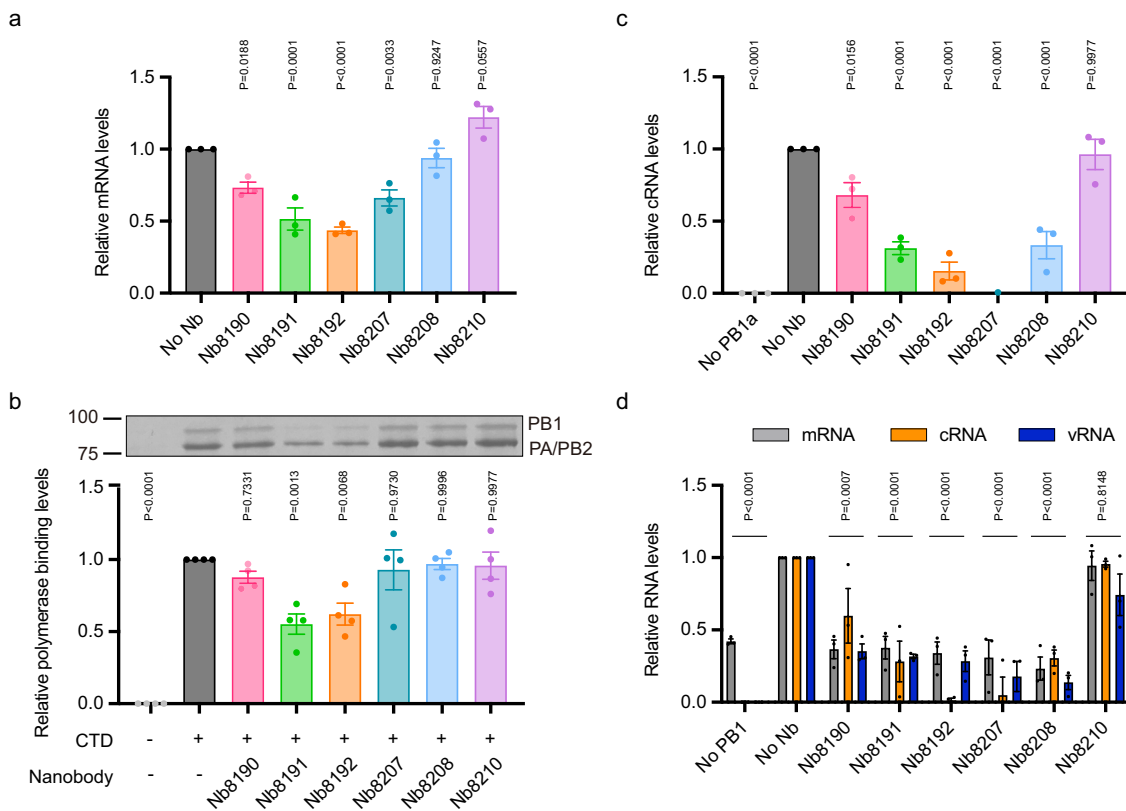 a
P=0.0188
P=0.0001
P<0.0001
P=0.0033
P=0.9247
P=0.0557
Relative mRNA levels
1.5
1.0
0.5
0.0
No Nb
Nb8190
Nb8191
Nb8192
Nb8207
Nb8208
Nb8210
c
P<0.0001
P=0.0156
P<0.0001
P<0.0001
P<0.0001
P<0.0001
P=0.9977
Relative cRNA levels
1.5
1.0
0.5
0.0
No PB1a
No Nb
Nb8190
Nb8191
Nb8192
Nb8207
Nb8208
Nb8210
b
100
75
PB1
PA/PB2
P<0.0001
P=0.7331
P=0.0013
P=0.0068
P=0.9730
P=0.9996
P=0.9977
Relative polymerase binding levels
1.5
1.0
0.5
0.0
CTD - + + + + + + +
Nanobody - - Nb8190 Nb8191 Nb8192 Nb8207 Nb8208 Nb8210
d
mRNA cRNA vRNA
P<0.0001
P=0.0007
P<0.0001
P<0.0001
P<0.0001
P<0.0001
P=0.8148
Relative RNA levels
1.5
1.0
0.5
0.0
No PB1
No Nb
Nb8190
Nb8191
Nb8192
Nb8207
Nb8208
Nb8210